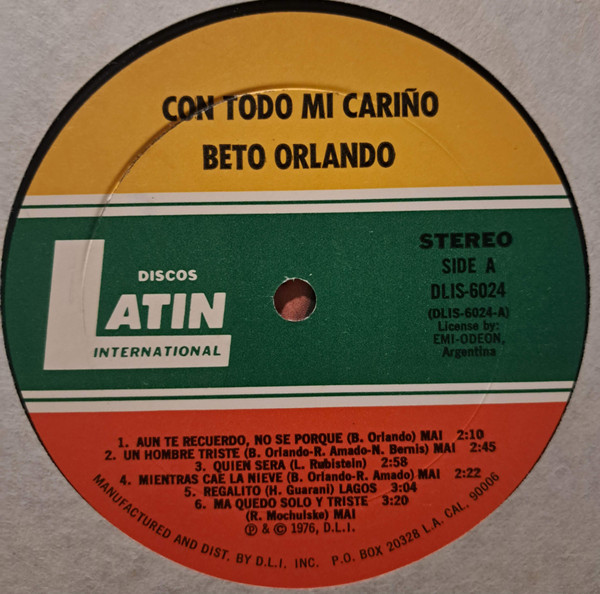 CON TODO MI CARIÑO
BETO ORLANDO
DISCOS
LATIN
INTERNATIONAL
STEREO
SIDE A
DLIS-6024
(DLIS-6024-A)
License by:
EMI-ODEON,
Argentina
1. AUN TE RECUERDO, NO SE PORQUE (B. Orlando) MAI 2:10
2. UN HOMBRE TRISTE (B. Orlando-R. Amado-N. Bernis) MAI 2:45
3. QUIEN SERA (L. Rubistein) 2:58
4. MIENTRAS CAE LA NIEVE (B. Orlando-R. Amado) MAI 2:22
5. REGALITO (H. Guarani) LAGOS 3:04
6. MA QUEDO SOLO Y TRISTE 3:20
(R. Mochulske) MAI
Ⓟ & © 1976, D.L.I.
MANUFACTURED AND DIST. BY D.L.I. INC. P.O. BOX 20328 L.A. CAL. 90006